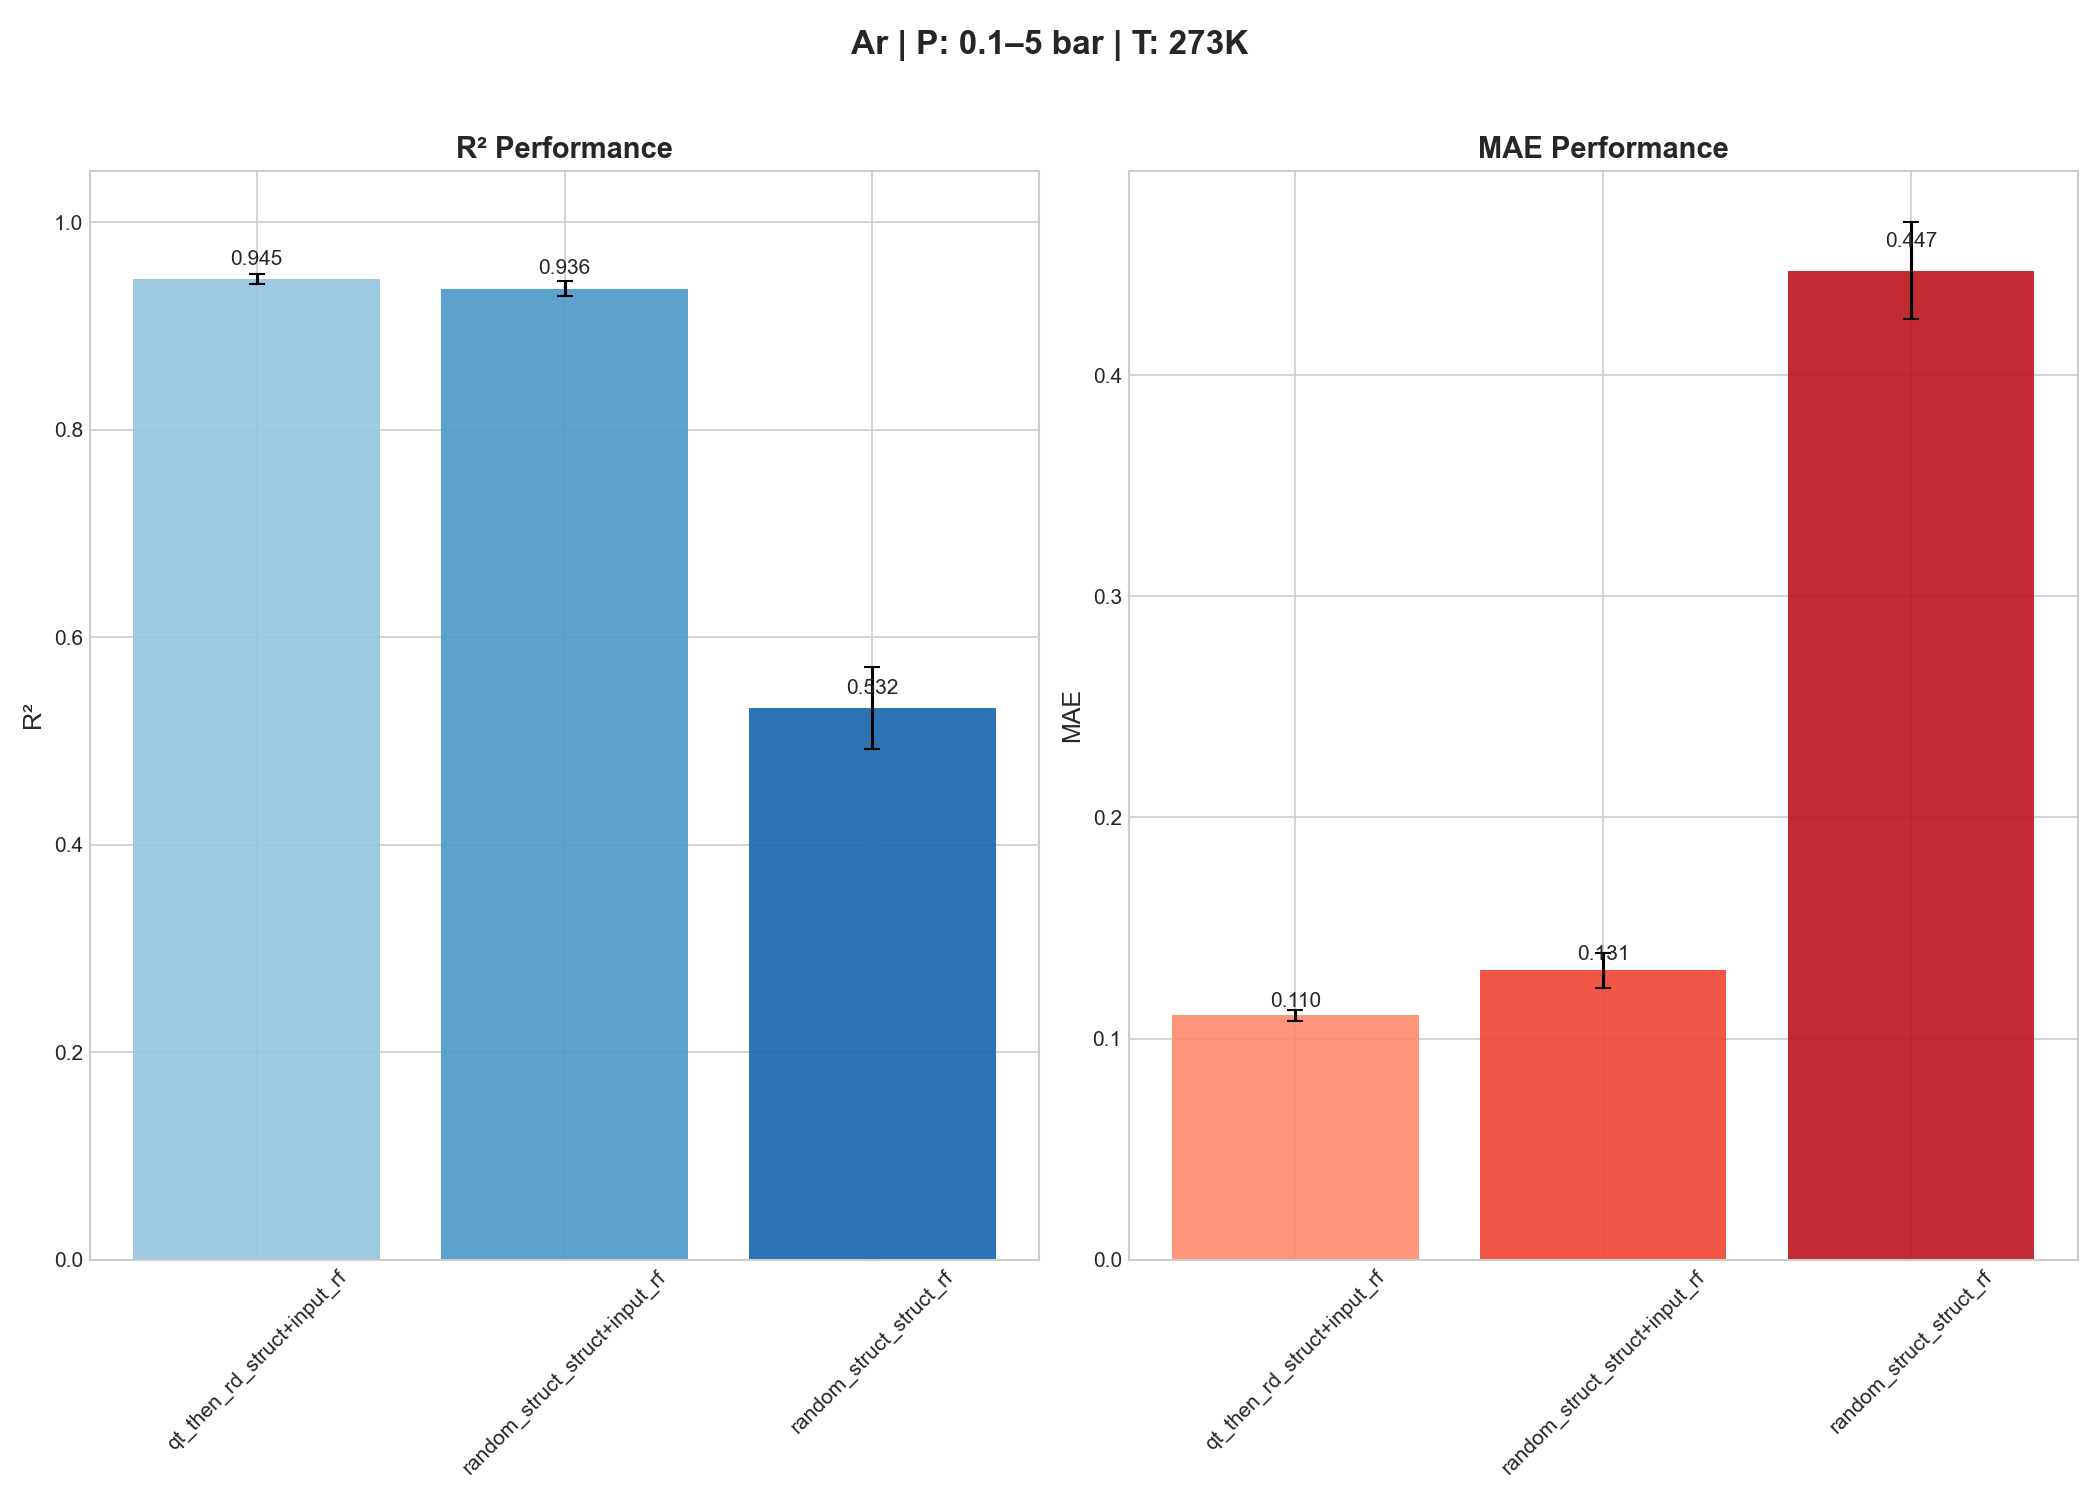 Ar | P: 0.1–5 bar | T: 273K
R² Performance
1.0
0.8
0.6
0.4
0.2
0.0
R²
0.945
0.936
0.532
qt_then_rd_struct+input_rf
random_struct_struct+input_rf
random_struct_struct_rf
MAE Performance
0.4
0.3
0.2
0.1
0.0
MAE
0.110
0.131
0.447
qt_then_rd_struct+input_rf
random_struct_struct+input_rf
random_struct_struct_rf